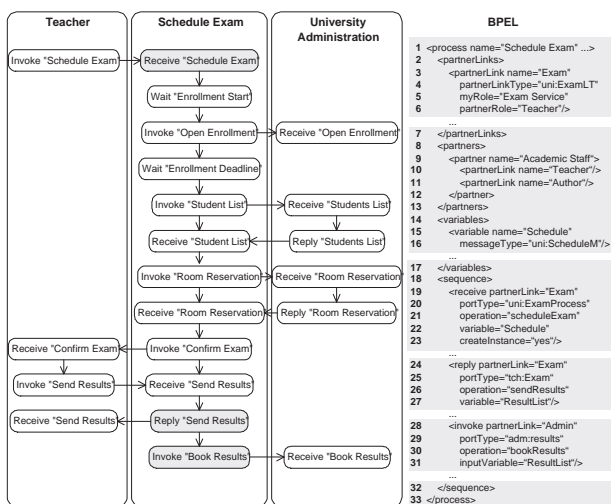 Teacher
Schedule Exam
University
Administration
Invoke "Schedule Exam"
Receive "Schedule Exam"
Wait "Enrollment Start"
Invoke "Open Enrollment"
Receive "Open Enrollment"
Wait "Enrollment Deadline"
Invoke "Student List"
Receive "Students List"
Receive "Student List"
Reply "Students List"
Invoke "Room Reservation"
Receive "Room Reservation"
Receive "Room Reservation"
Reply "Room Reservation"
Receive "Confirm Exam"
Invoke "Confirm Exam"
Invoke "Send Results"
Receive "Send Results"
Receive "Send Results"
Reply "Send Results"
Invoke "Book Results"
Receive "Book Results"
BPEL
1 <process name="Schedule Exam" ...>
2 <partnerLinks>
3 <partnerLink name="Exam"
4 partnerLinkType="uni:ExamLT"
5 myRole="Exam Service"
6 partnerRole="Teacher"/>
...
7 </partnerLinks>
8 <partners>
9 <partner name="Academic Staff">
10 <partnerLink name="Teacher"/>
11 <partnerLink name="Author"/>
12 </partner>
13 </partners>
14 <variables>
15 <variable name="Schedule"
16 messageType="uni:ScheduleM"/>
...
17 </variables>
18 <sequence>
19 <receive partnerLink="Exam"
20 portType="uni:ExamProcess"
21 operation="scheduleExam"
22 variable="Schedule"
23 createInstance="yes"/>
...
24 <reply partnerLink="Exam"
25 portType="tch:Exam"
26 operation="sendResults"
27 variable="ResultList"/>
...
28 <invoke partnerLink="Admin"
29 portType="adm:results"
30 operation="bookResults"
31 inputVariable="ResultList"/>
...
32 </sequence>
33 </process>